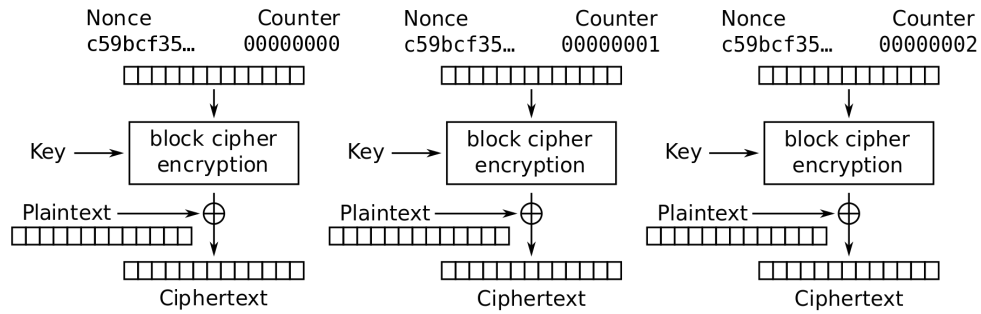 Nonce Counter Nonce Counter Nonce Counter
c59bcf35… 00000000 c59bcf35… 00000001 c59bcf35… 00000002
block cipher block cipher block cipher
Key Key Key
encryption encryption encryption
Plaintext Plaintext Plaintext
Ciphertext Ciphertext Ciphertext